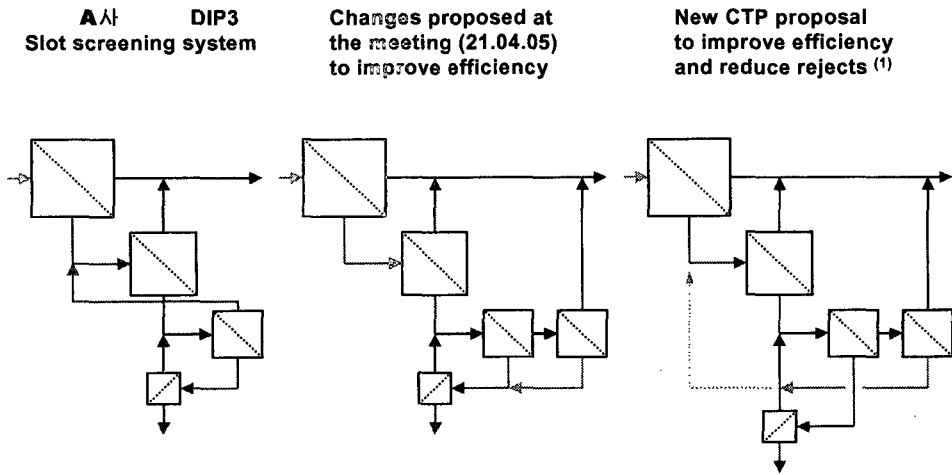 A사 DIP3
Slot screening system
Changes proposed at
the meeting (21.04.05)
to improve efficiency
New CTP proposal
to improve efficiency
and reduce rejects (1)